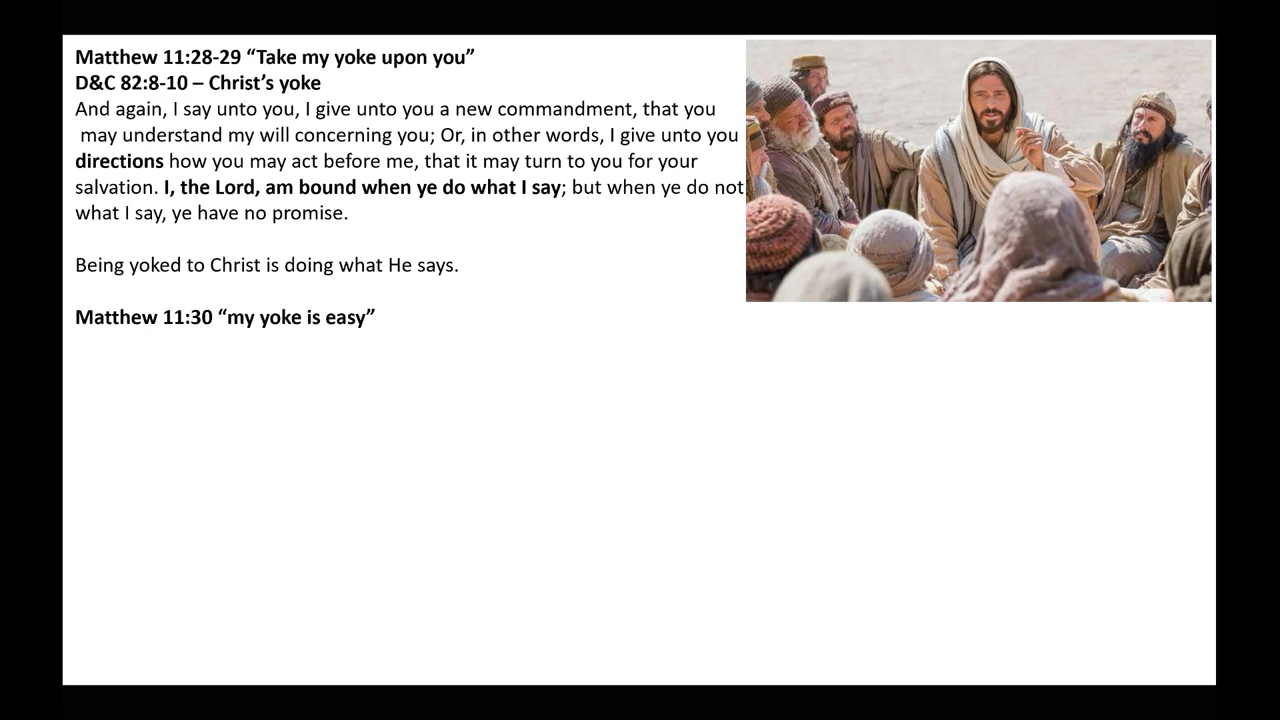 Matthew 11:28-29 “Take my yoke upon you”
D&C 82:8-10 – Christ’s yoke
And again, I say unto you, I give unto you a new commandment, that you
may understand my will concerning you; Or, in other words, I give unto you
directions how you may act before me, that it may turn to you for your
salvation. I, the Lord, am bound when ye do what I say; but when ye do not
what I say, ye have no promise.
Being yoked to Christ is doing what He says.
Matthew 11:30 “my yoke is easy”